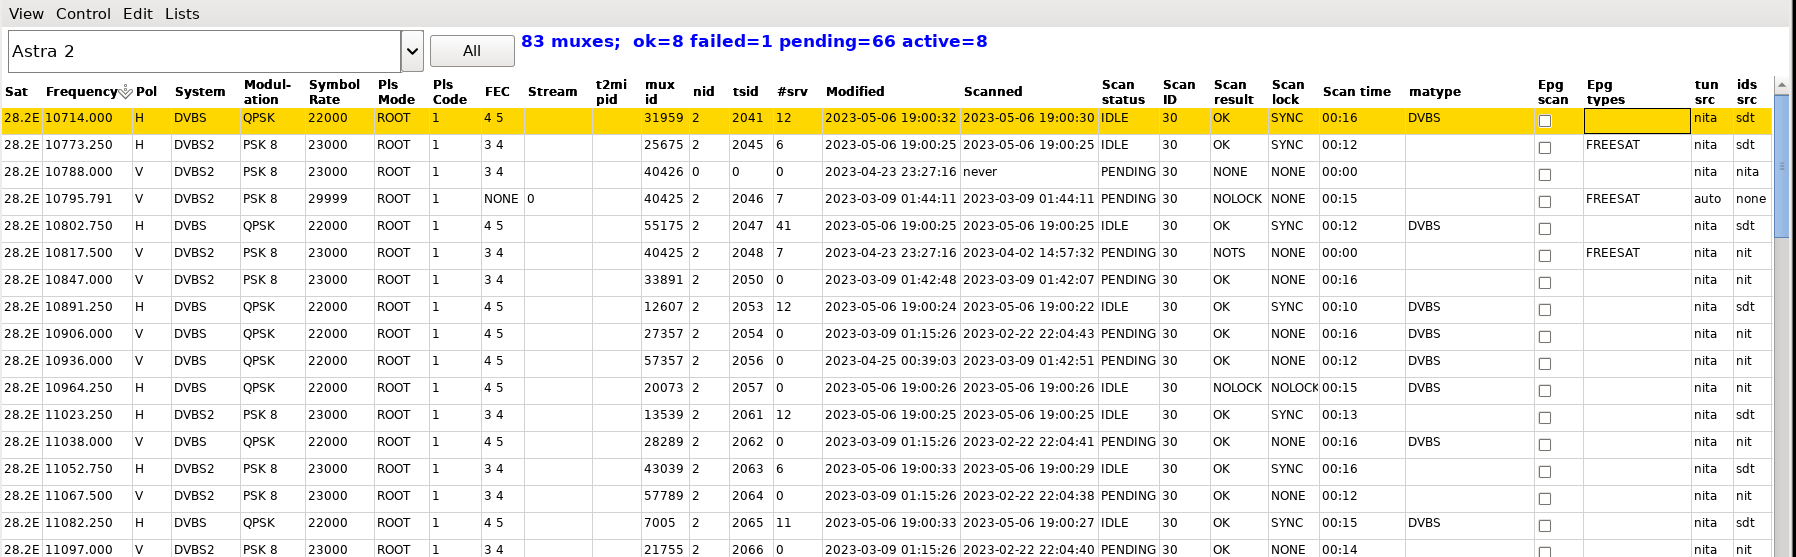 View Control Edit Lists
Astra 2 All 83 muxes; ok=8 failed=1 pending=66 active=8
Sat Frequency Pol System Modul-ation Symbol Rate Pls Mode Pls Code FEC Stream t2mi pid mux id nid tsid #srv Modified Scanned Scan status Scan ID Scan result Scan lock Scan time matype Epg scan Epg types tun src ids src
28.2E 10714.000 H DVBS QPSK 22000 ROOT 1 4 5 31959 2 2041 12 2023-05-06 19:00:32 2023-05-06 19:00:30 IDLE 30 OK SYNC 00:16 DVBS nita sdt
28.2E 10773.250 H DVBS2 PSK 8 23000 ROOT 1 3 4 25675 2 2045 6 2023-05-06 19:00:25 2023-05-06 19:00:25 IDLE 30 OK SYNC 00:12 FREESAT nita sdt
28.2E 10788.000 V DVBS2 PSK 8 23000 ROOT 1 3 4 40426 0 0 0 2023-04-23 23:27:16 never PENDING 30 NONE NONE 00:00 nita nita
28.2E 10795.791 V DVBS2 PSK 8 29999 ROOT 1 NONE 0 40425 2 2046 7 2023-03-09 01:44:11 2023-03-09 01:44:11 PENDING 30 NOLOCK NONE 00:15 FREESAT auto none
28.2E 10802.750 H DVBS QPSK 22000 ROOT 1 4 5 55175 2 2047 41 2023-05-06 19:00:25 2023-05-06 19:00:25 IDLE 30 OK SYNC 00:12 DVBS nita sdt
28.2E 10817.500 V DVBS2 PSK 8 23000 ROOT 1 3 4 40425 2 2048 7 2023-04-23 23:27:16 2023-04-02 14:57:32 PENDING 30 NOTS NONE 00:00 FREESAT nita nit
28.2E 10847.000 V DVBS2 PSK 8 23000 ROOT 1 3 4 33891 2 2050 0 2023-03-09 01:42:48 2023-03-09 01:42:07 PENDING 30 OK NONE 00:16 nita nit
28.2E 10891.250 H DVBS QPSK 22000 ROOT 1 4 5 12607 2 2053 12 2023-05-06 19:00:24 2023-05-06 19:00:22 IDLE 30 OK SYNC 00:10 DVBS nita sdt
28.2E 10906.000 V DVBS QPSK 22000 ROOT 1 4 5 27357 2 2054 0 2023-03-09 01:15:26 2023-02-22 22:04:43 PENDING 30 OK NONE 00:16 DVBS nita nit
28.2E 10936.000 V DVBS QPSK 22000 ROOT 1 4 5 57357 2 2056 0 2023-04-25 00:39:03 2023-03-09 01:42:51 PENDING 30 OK NONE 00:12 DVBS nita nit
28.2E 10964.250 H DVBS QPSK 22000 ROOT 1 4 5 20073 2 2057 0 2023-05-06 19:00:26 2023-05-06 19:00:26 IDLE 30 NOLOCK NOLOCK 00:15 DVBS nita nit
28.2E 11023.250 H DVBS2 PSK 8 23000 ROOT 1 3 4 13539 2 2061 12 2023-05-06 19:00:25 2023-05-06 19:00:25 IDLE 30 OK SYNC 00:13 nita sdt
28.2E 11038.000 V DVBS QPSK 22000 ROOT 1 4 5 28289 2 2062 0 2023-03-09 01:15:26 2023-02-22 22:04:41 PENDING 30 OK NONE 00:16 DVBS nita nit
28.2E 11052.750 H DVBS2 PSK 8 23000 ROOT 1 3 4 43039 2 2063 6 2023-05-06 19:00:33 2023-05-06 19:00:29 IDLE 30 OK SYNC 00:16 nita sdt
28.2E 11067.500 V DVBS2 PSK 8 23000 ROOT 1 3 4 57789 2 2064 0 2023-03-09 01:15:26 2023-02-22 22:04:38 PENDING 30 OK NONE 00:12 nita nit
28.2E 11082.250 H DVBS QPSK 22000 ROOT 1 4 5 7005 2 2065 11 2023-05-06 19:00:33 2023-05-06 19:00:27 IDLE 30 OK SYNC 00:15 DVBS nita sdt
28.2E 11097.000 V DVBS2 PSK 8 23000 ROOT 1 3 4 21755 2 2066 0 2023-03-09 01:15:26 2023-02-22 22:04:40 PENDING 30 OK NONE 00:14 nita nit